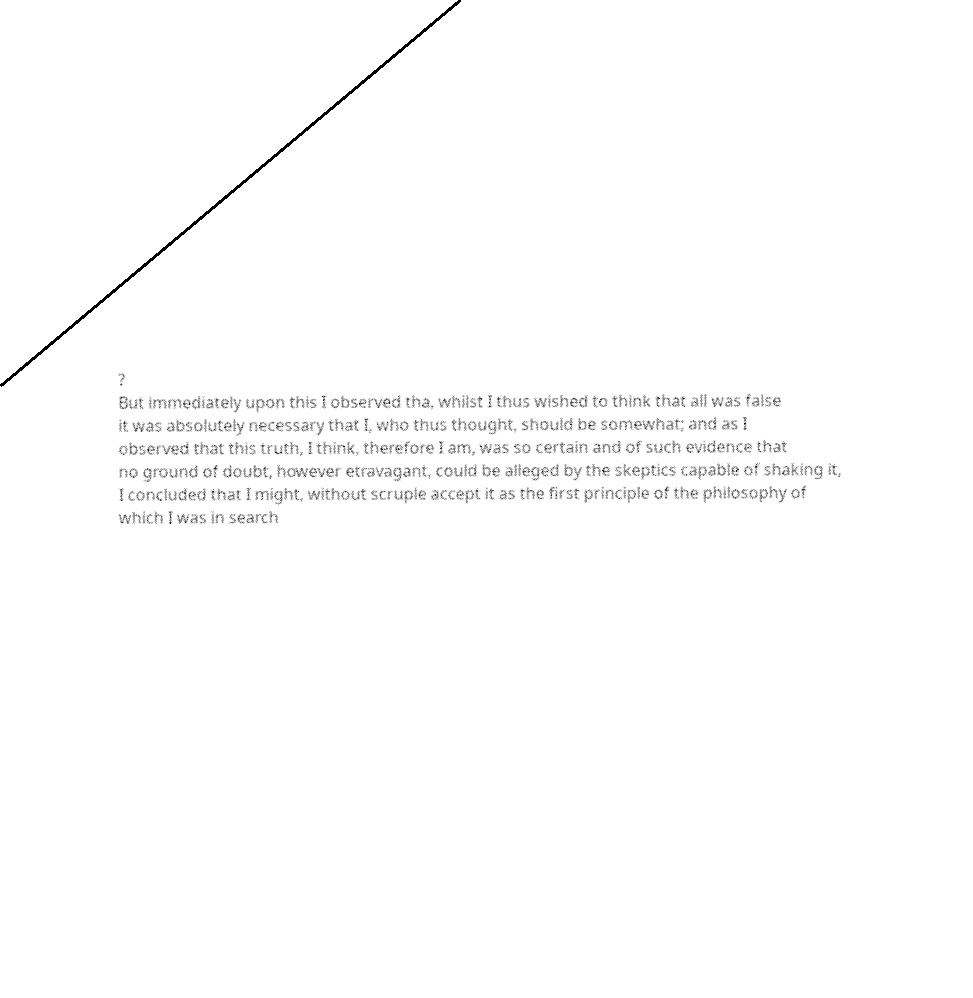 ?
But immediately upon this I observed tha, whilst I thus wished to think that all was false
it was absolutely necessary that I, who thus thought, should be somewhat; and as I
observed that this truth, I think, therefore I am, was so certain and of such evidence that
no ground of doubt, however etravagant, could be alleged by the skeptics capable of shaking it,
I concluded that I might, without scruple accept it as the first principle of the philosophy of
which I was in search